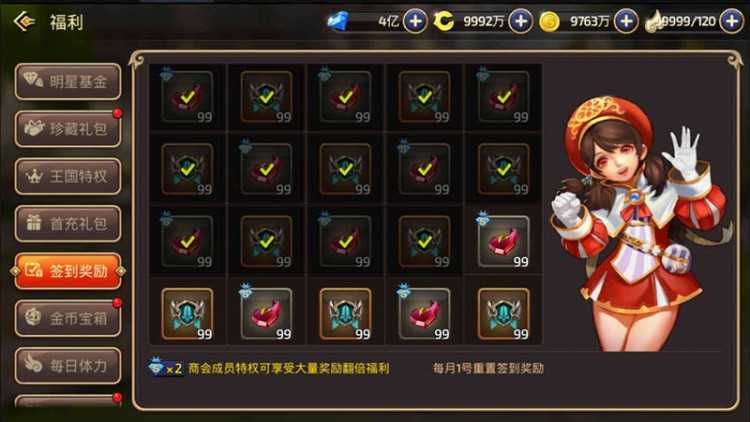 福利
4亿
9992万
9763万
99999/120
明星基金
珍藏礼包
王国特权
首充礼包
签到奖励
金币宝箱
每日体力
99 99 99 99 99
99 99 99 99 99
99 99 99 99 99
99 99 99 99 99
×2 商会成员特权可享受大量奖励翻倍福利
每月1号重置签到奖励